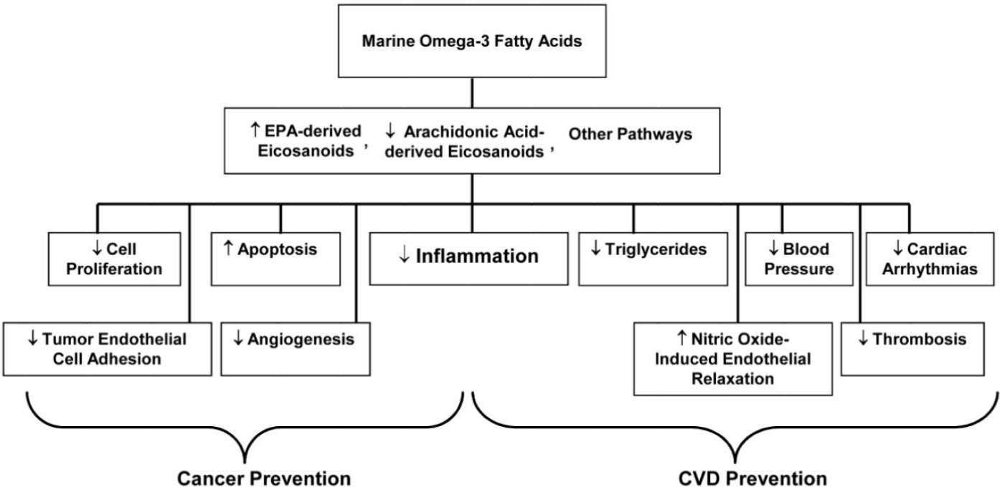 Marine Omega-3 Fatty Acids
↑ EPA-derived
Eicosanoids ,
↓ Arachidonic Acid-
derived Eicosanoids ,
Other Pathways
↓ Cell
Proliferation
↑ Apoptosis
↓ Inflammation
↓ Triglycerides
↓ Blood
Pressure
↓ Cardiac
Arrhythmias
↓ Tumor Endothelial
Cell Adhesion
↓ Angiogenesis
↑ Nitric Oxide-
Induced Endothelial
Relaxation
↓ Thrombosis
Cancer Prevention
CVD Prevention